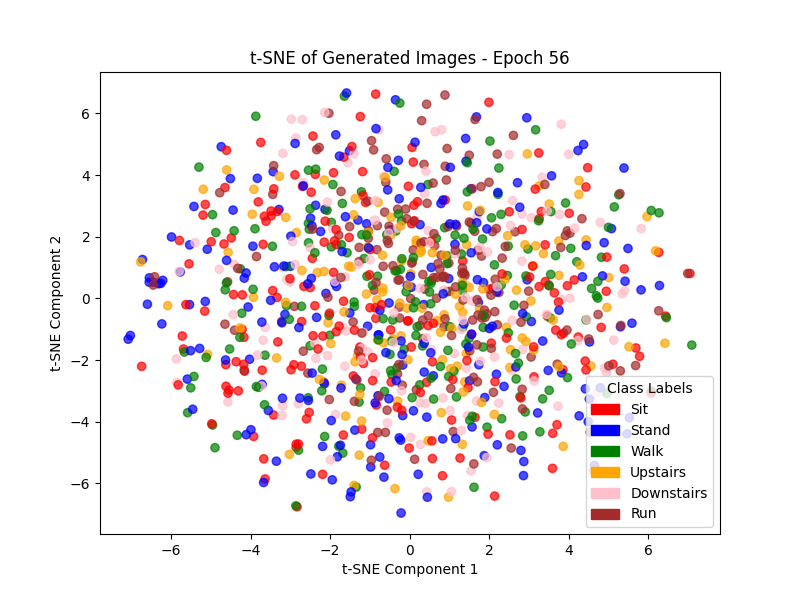 t-SNE of Generated Images - Epoch 56
t-SNE Component 2
6
4
2
0
−2
−4
−6
Class Labels
Sit
Stand
Walk
Upstairs
Downstairs
Run
−6 −4 −2 0 2 4 6
t-SNE Component 1